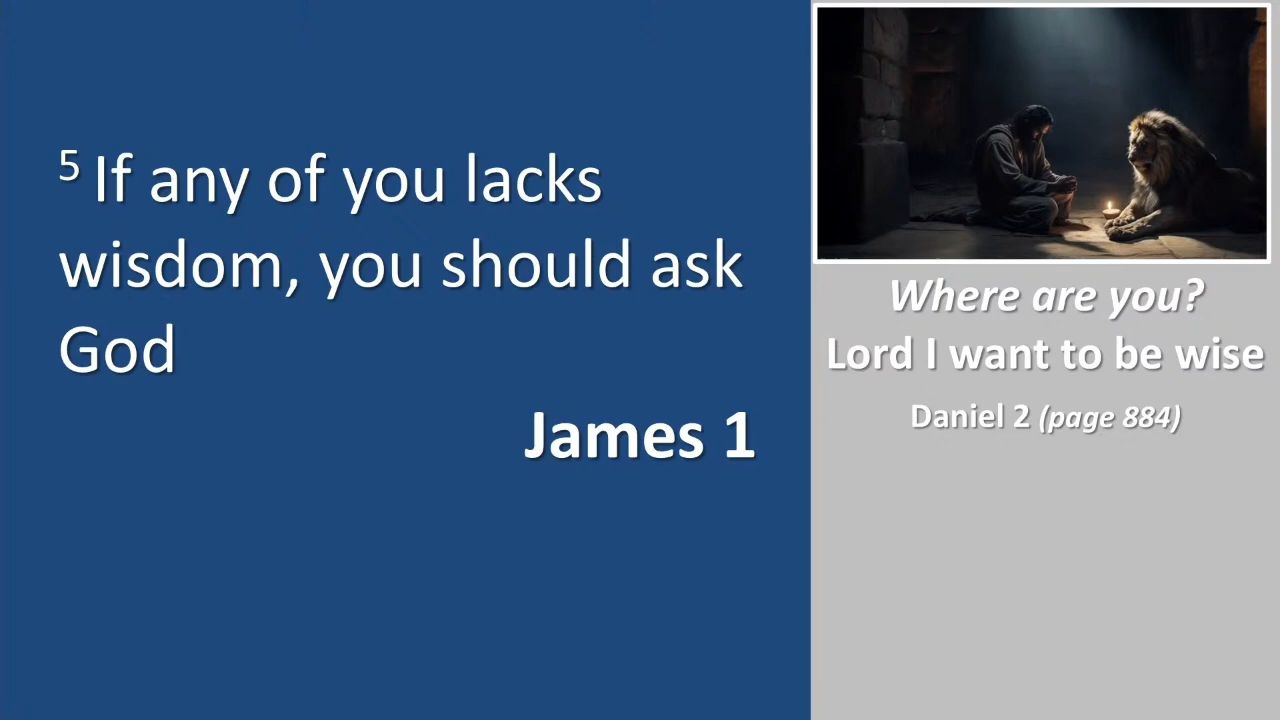 5 If any of you lacks
wisdom, you should ask
God
James 1
Where are you?
Lord I want to be wise
Daniel 2 (page 884)